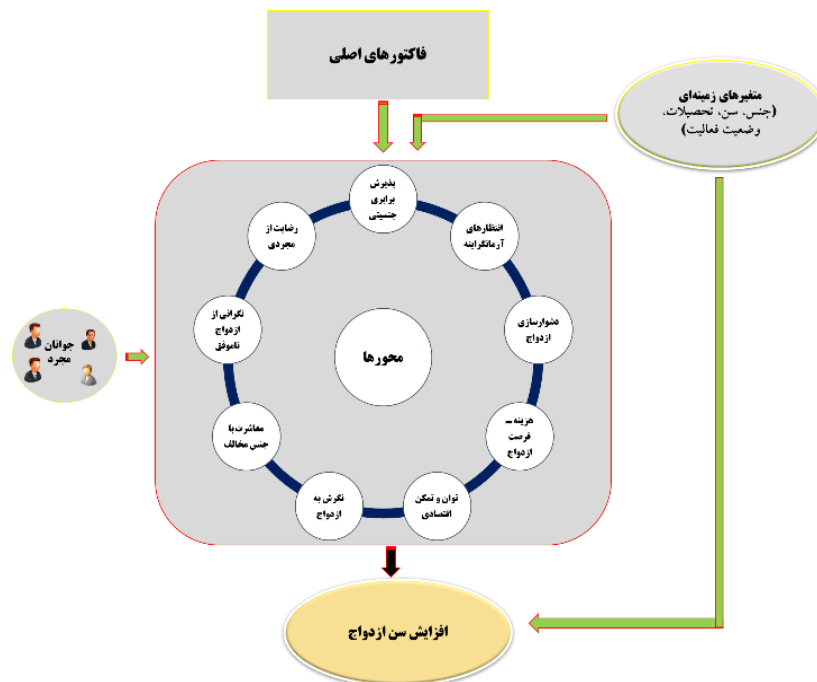 فاکتورهای اصلی
متغیرهای زمینه‌ای
(جنس، سن، تحصیلات،
وضعیت فعالیت)
پذیرش
برابری
جنسیتی
انتظارهای
آرمانگراینه
دشوارسازی
ازدواج
هزینه –
فرصت
ازدواج
توان و تمکن
اقتصادی
نگرش به
ازدواج
معاشرت با
جنس مخالف
نگرانی از
ازدواج
ناموفق
رضایت از
مجردی
محورها
جوانان
مجرد
افزایش سن ازدواج